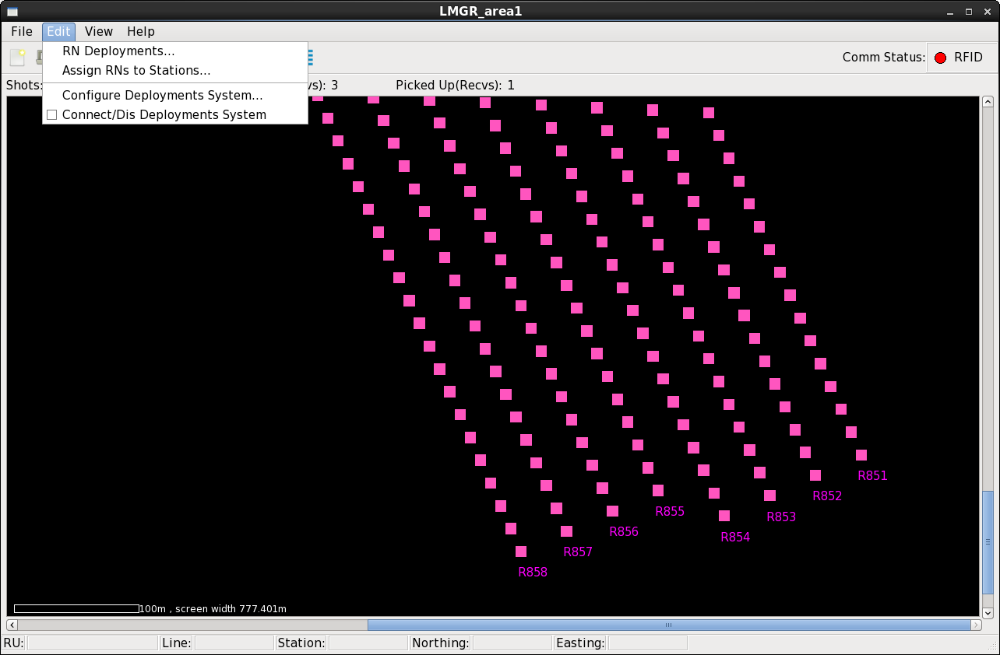 LMGR_area1
File Edit View Help
RN Deployments...
Assign RNs to Stations...
Configure Deployments System...
Connect/Dis Deployments System
Comm Status: RFID
Shots: vs): 3 Picked Up(Recvs): 1
R851
R852
R853
R854
R855
R856
R857
R858
100m , screen width 777.401m
RU: Line: Station: Northing: Easting: